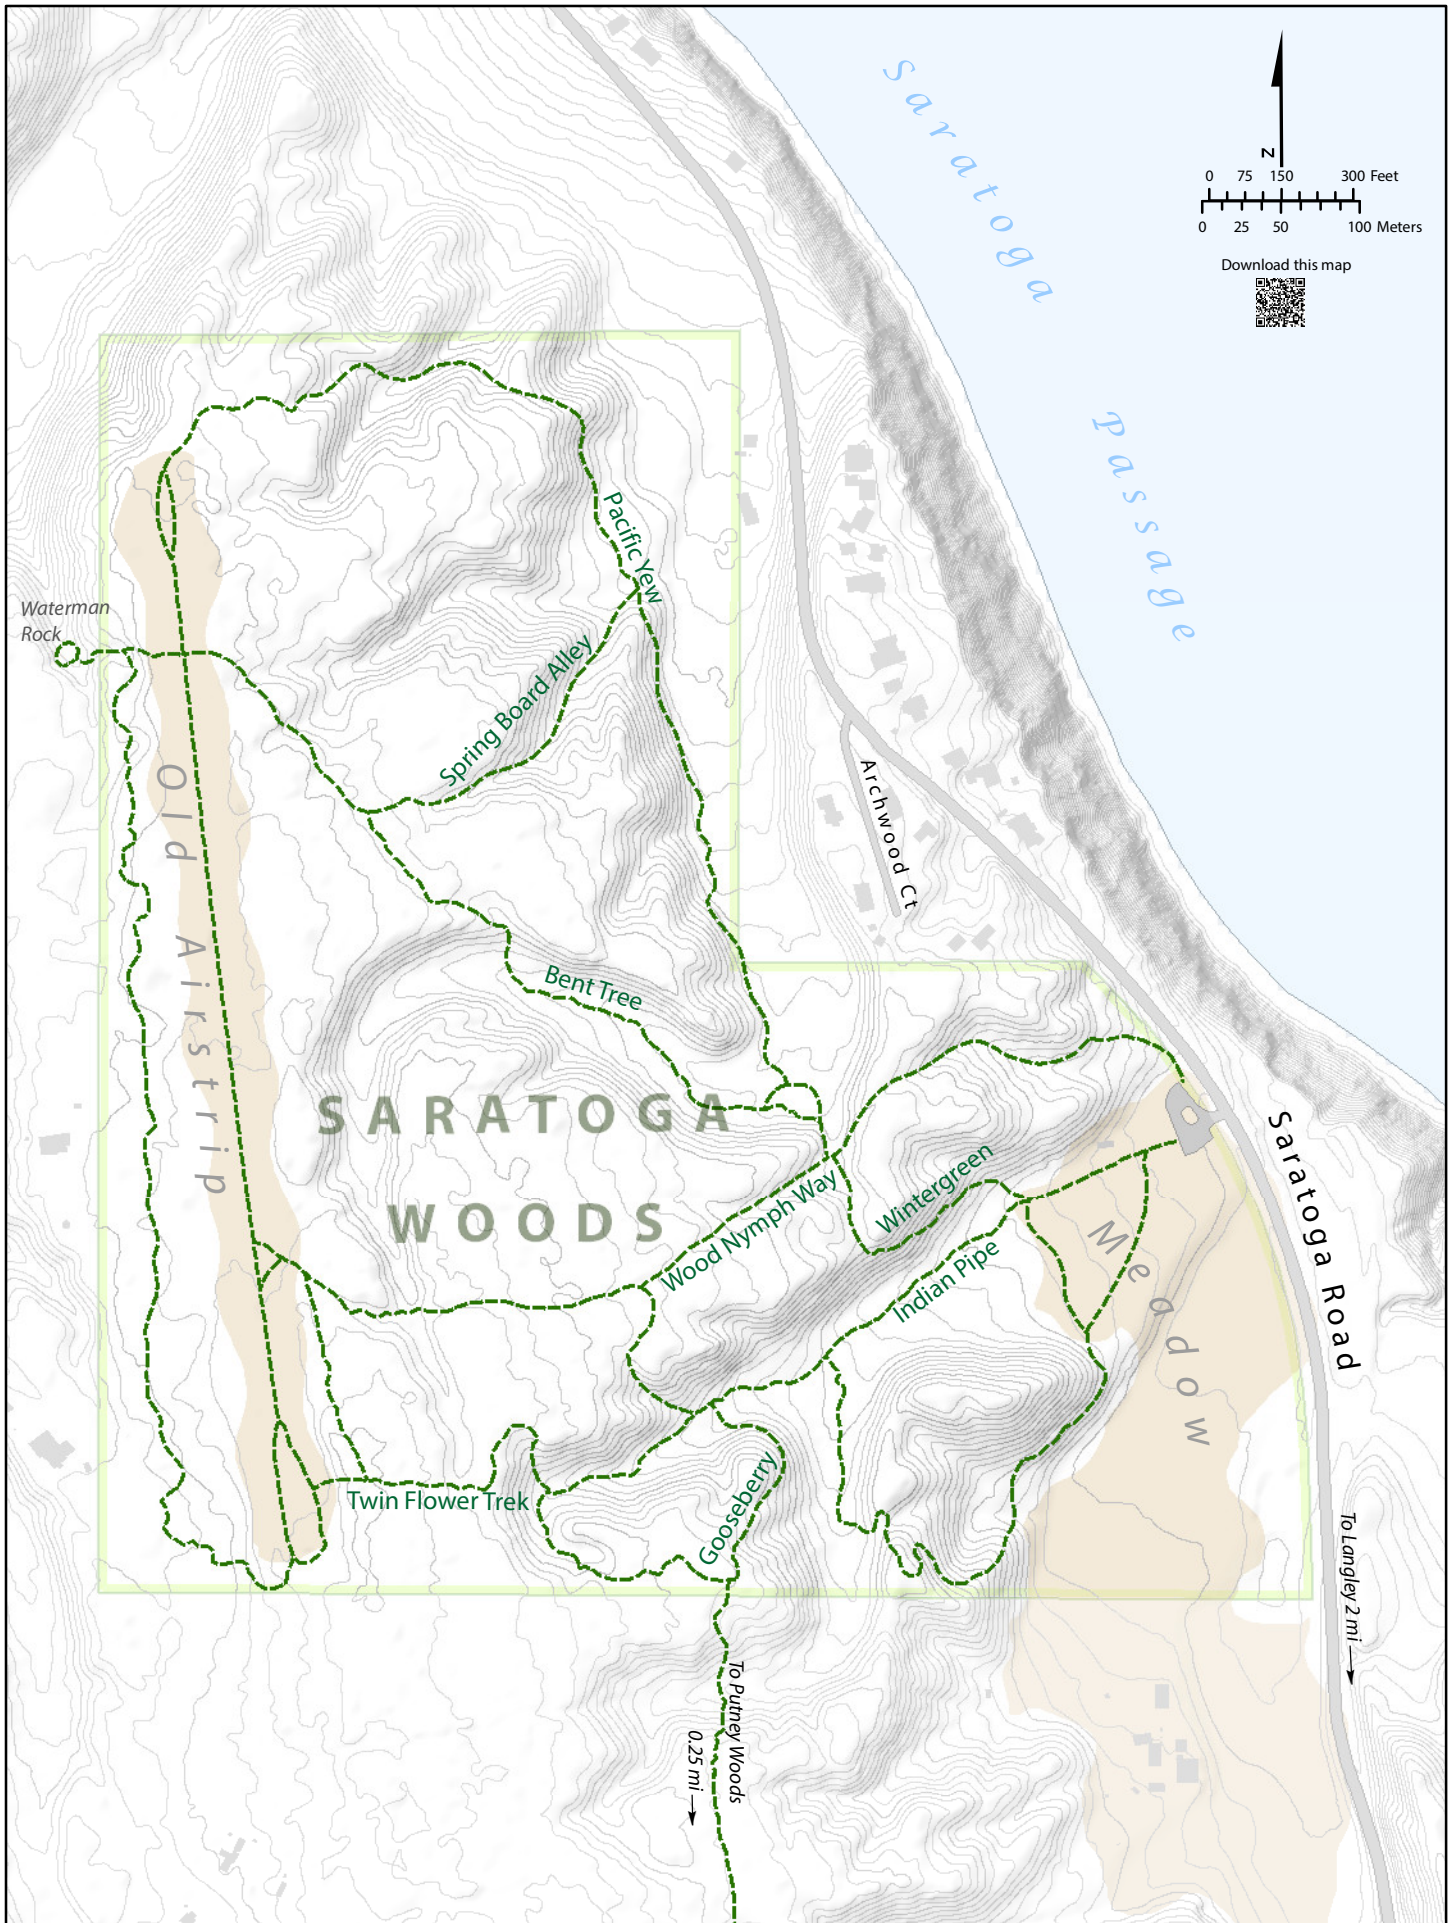 Saratoga
Passage
N
0 75 150 300 Feet
0 25 50 100 Meters
Download this map
Waterman
Rock
Pacific Yew
Spring Board Alley
Archwood Ct
Old Airstrip
Bent Tree
SARATOGA
WOODS
Wood Nymph Way
Wintergreen
Indian Pipe
Meadow
Saratoga Road
Twin Flower Trek
Gooseberry
To Langley 2 mi
To Putney Woods
0.25 mi